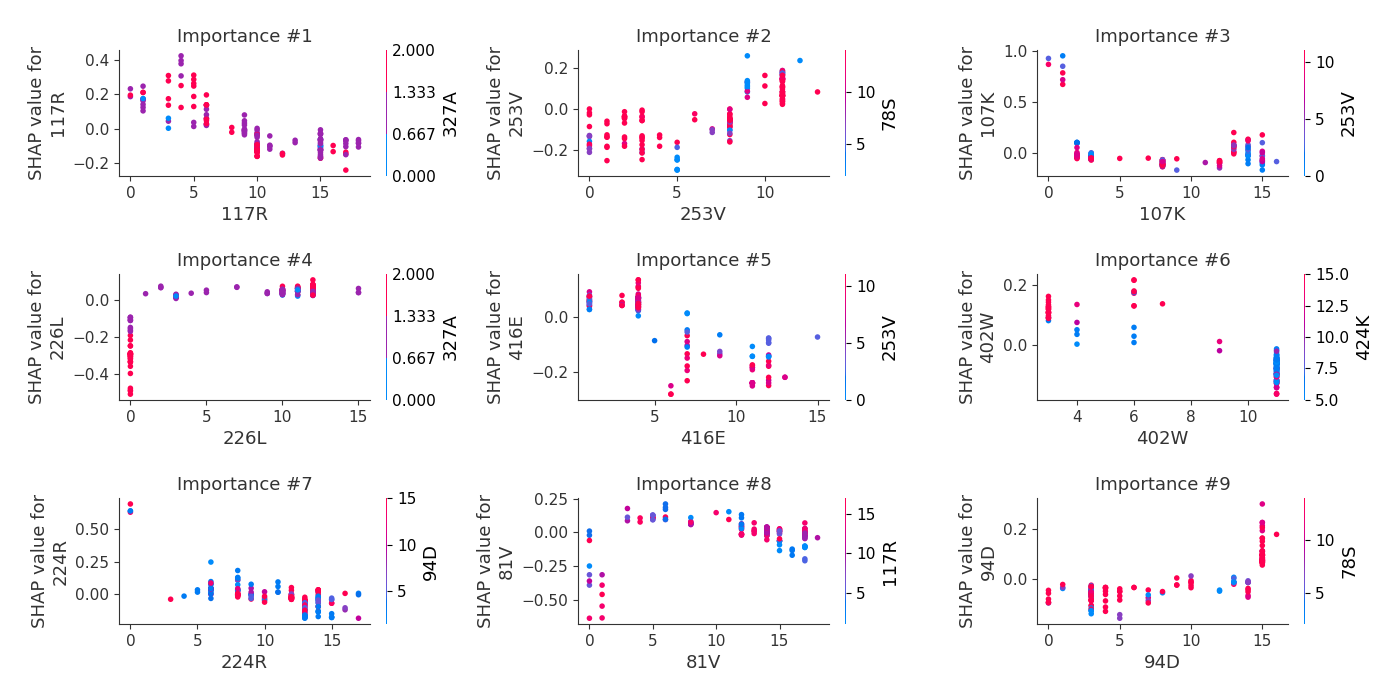 Importance #1
SHAP value for
117R
0.4
0.2
0.0
−0.2
0
5
10
15
117R
2.000
1.333
0.667
0.000
327A
Importance #2
SHAP value for
253V
0.2
0.0
−0.2
0
5
10
253V
10
5
78S
Importance #3
SHAP value for
107K
1.0
0.5
0.0
0
5
10
15
107K
10
5
0
253V
Importance #4
SHAP value for
226L
0.0
−0.2
−0.4
0
5
10
15
226L
2.000
1.333
0.667
0.000
327A
Importance #5
SHAP value for
416E
0.0
−0.2
5
10
15
416E
10
5
0
253V
Importance #6
SHAP value for
402W
0.2
0.0
4
6
8
10
402W
15.0
12.5
10.0
7.5
5.0
424K
Importance #7
SHAP value for
224R
0.50
0.25
0.00
0
5
10
15
224R
15
10
5
94D
Importance #8
SHAP value for
81V
0.25
0.00
−0.25
−0.50
0
5
10
15
81V
15
10
5
117R
Importance #9
SHAP value for
94D
0.2
0.0
0
5
10
15
94D
10
5
78S